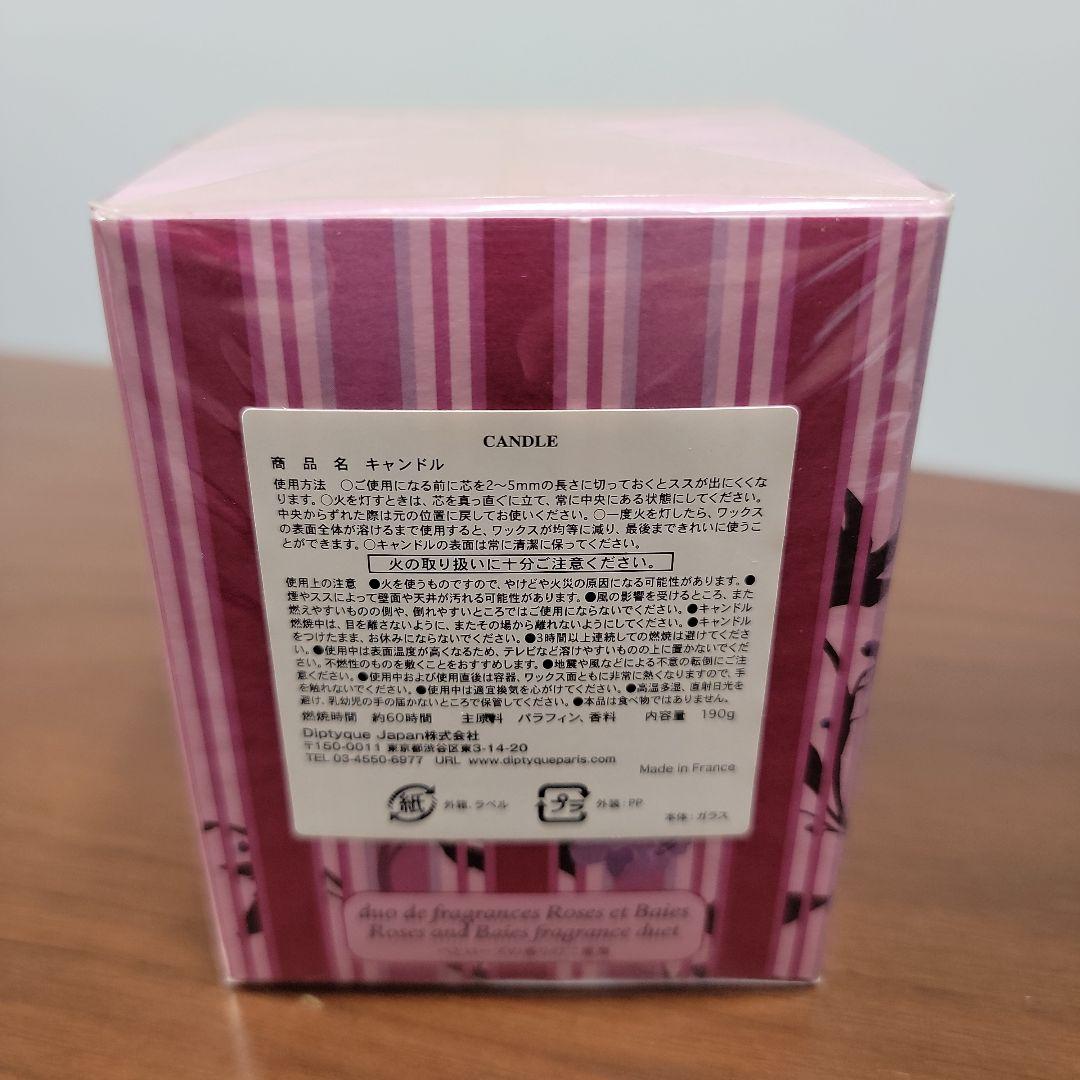 CANDLE
商 品 名 キャンドル
使用方法 ○ご使用になる前に芯を2～5mmの長さに切っておくとススが出にくくな
ります。○火を灯すときは、芯を真っ直ぐに立て、常に中央にある状態にしてください。
中央からずれた際は元の位置に戻してお使いください。○一度火を灯したら、ワックス
の表面全体が溶けるまで使用すると、ワックスが均等に減り、最後まできれいに使うこ
とができます。○キャンドルの表面は常に清潔に保ってください。
火の取り扱いに十分ご注意ください。
使用上の注意 ●火を使うものですので、やけどや火災の原因になる可能性があります。●
煙やススによって壁面や天井が汚れる可能性があります。●風の影響を受けるところ、また
燃えやすいものの側や、倒れやすいところではご使用にならないでください。●キャンドル
燃焼中は、目を離さないように、またその場から離れないようにしてください。●キャンドル
をつけたまま、お休みにならないでください。●3時間以上連続しての燃焼は避けてくださ
い。●使用中は表面温度が高くなるため、テレビなど溶けやすいものの上に置かないでくだ
さい。不燃性のものを敷くことをおすすめします。●地震や風などによる不意の転倒にご注
意ください。●使用中および使用直後は容器、ワックス面ともに非常に熱くなりますので、手
を触れないでください。●使用中は適宜換気を心がけてください。●高温多湿、直射日光を
避け、乳幼児の手の届かないところで保管してください。●本品は食べ物ではありません。
燃焼時間 約60時間 主原料 パラフィン、香料 内容量 190g
Diptyque Japan株式会社
〒150-0011 東京都渋谷区東3-14-20
TEL 03-4550-6977 URL www.diptyqueparis.com
Made in France
紙 外箱、ラベル プラ 外装：PP 本体：ガラス
duo de fragrances Roses et Baies
Roses and Baies fragrance duet